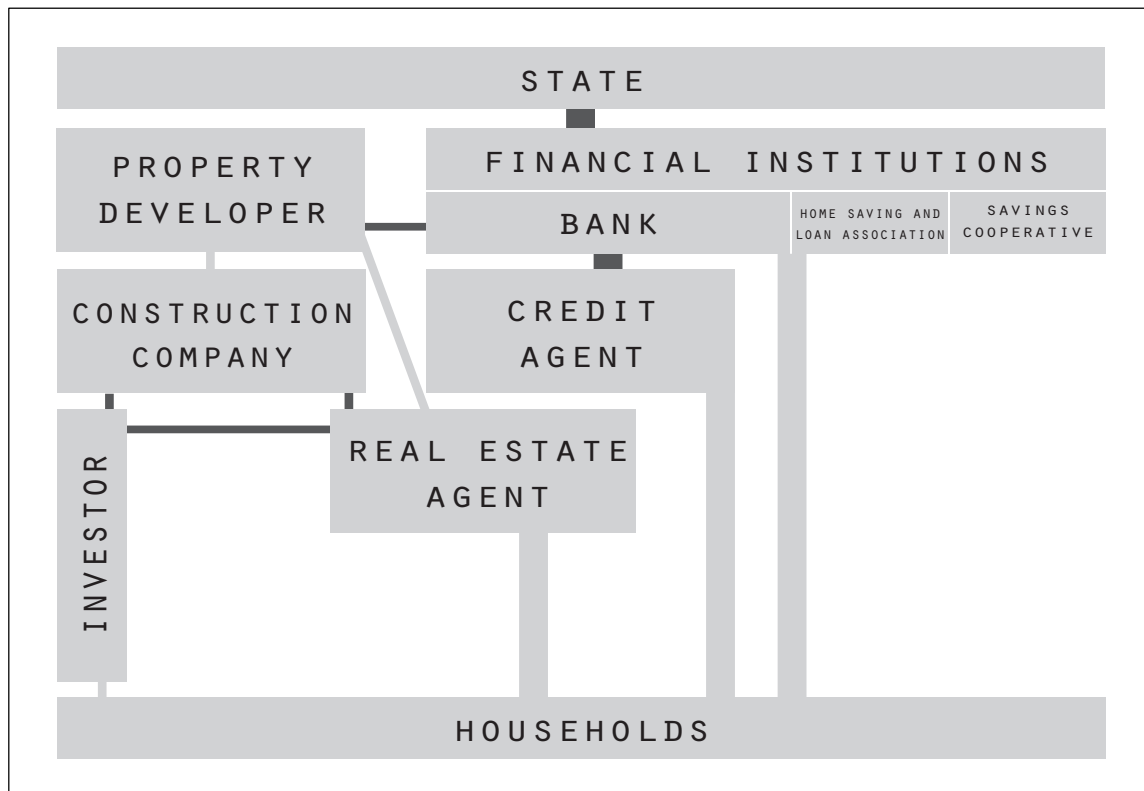 STATE
PROPERTY
DEVELOPER
FINANCIAL INSTITUTIONS
BANK
HOME SAVING AND
LOAN ASSOCIATION
SAVINGS
COOPERATIVE
CONSTRUCTION
COMPANY
CREDIT
AGENT
INVESTOR
REAL ESTATE
AGENT
HOUSEHOLDS